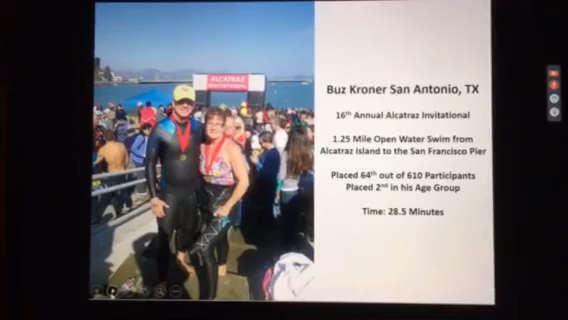 ALCATRAZ
INVITATIONAL
Buz Kroner San Antonio, TX
16th Annual Alcatraz Invitational
1.25 Mile Open Water Swim from
Alcatraz Island to the San Francisco Pier
Placed 64th out of 610 Participants
Placed 2nd in his Age Group
Time: 28.5 Minutes